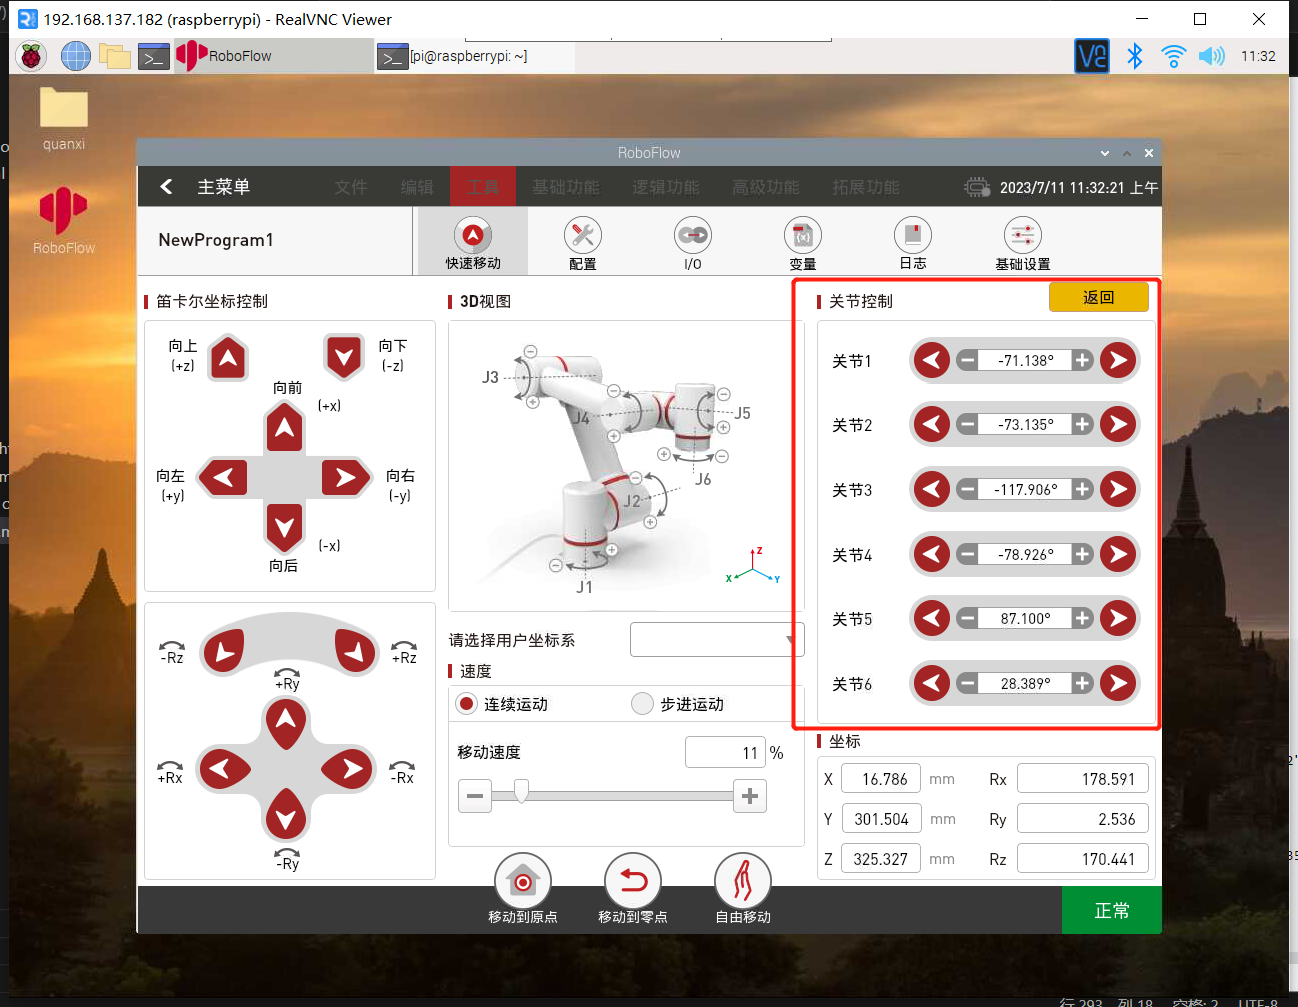 192.168.137.182 (raspberrypi) - RealVNC Viewer
RoboFlow
[pi@raspberrypi: ~]
11:32
quanxi
RoboFlow
RoboFlow
主菜单
文件
编辑
工具
基础功能
逻辑功能
高级功能
拓展功能
2023/7/11 11:32:21 上午
NewProgram1
快速移动
配置
I/O
变量
日志
基础设置
笛卡尔坐标控制
向上
(+z)
向下
(-z)
向前
(+x)
向左
(+y)
向右
(-y)
(-x)
向后
-Rz
+Rz
+Ry
+Rx
-Rx
-Ry
3D视图
J3
J4
J5
J6
J2
J1
Z
X
Y
请选择用户坐标系
速度
连续运动
步进运动
移动速度
11 %
关节控制
返回
关节1
-71.138°
关节2
-73.135°
关节3
-117.906°
关节4
-78.926°
关节5
87.100°
关节6
28.389°
坐标
X 16.786 mm Rx 178.591
Y 301.504 mm Ry 2.536
Z 325.327 mm Rz 170.441
移动到原点
移动到零点
自由移动
正常
行 293, 列 18 空格: 2 UTF-8